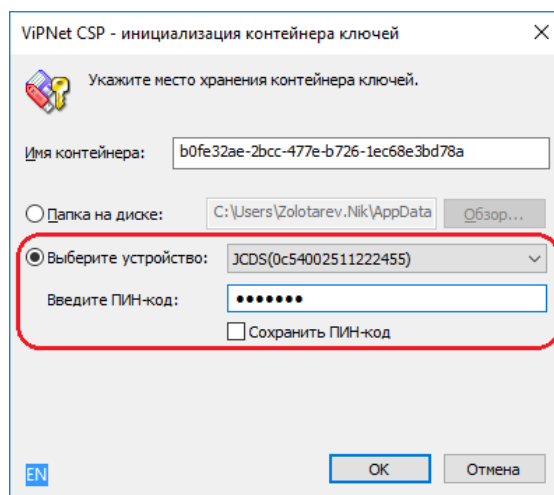 ViPNet CSP - инициализация контейнера ключей
Укажите место хранения контейнера ключей.
Имя контейнера: b0fe32ae-2bcc-477e-b726-1ec68e3bd78a
Папка на диске: C:\Users\Zolotarev.Nik\AppData Обзор...
Выберите устройство: JCDS(0c54002511222455)
Введите ПИН-код: •••••••
Сохранить ПИН-код
EN OK Отмена